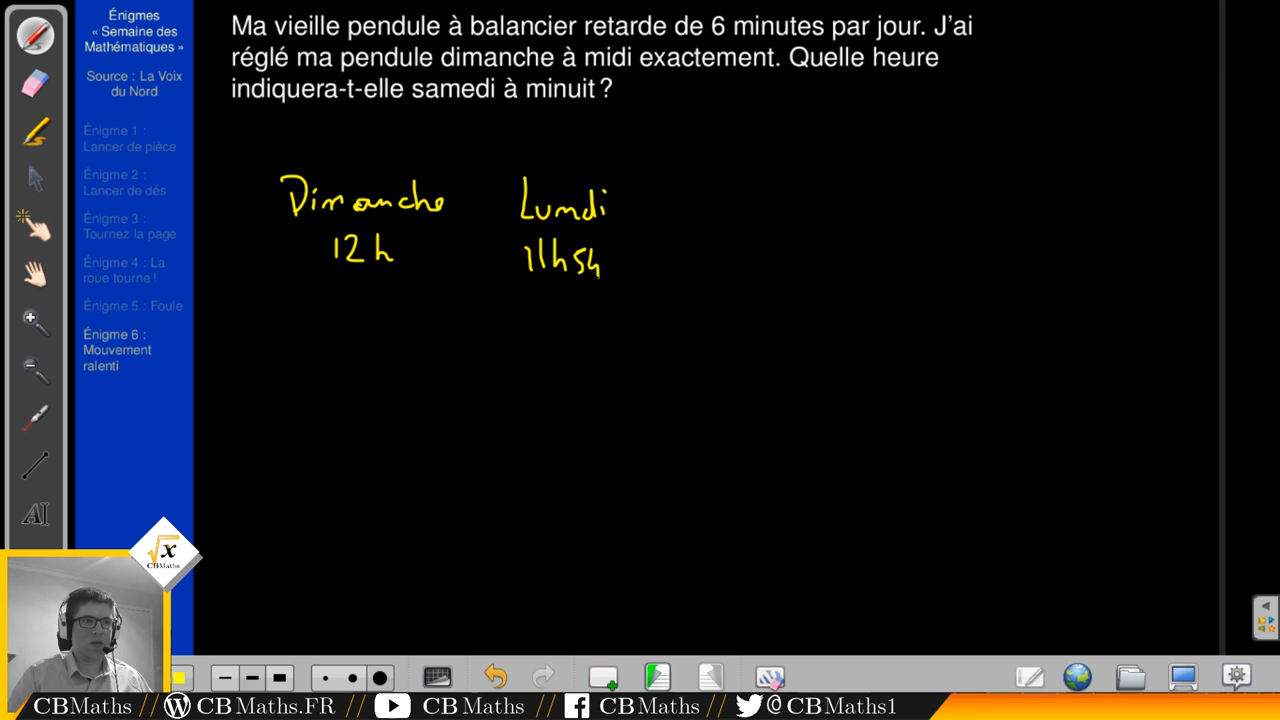 Énigmes
« Semaine des
Mathématiques »
Source : La Voix
du Nord
Énigme 1 :
Lancer de pièce
Énigme 2 :
Lancer de dés
Énigme 3 :
Tournez la page
Énigme 4 : La
roue tourne !
Énigme 5 : Foule
Énigme 6 :
Mouvement
ralenti
Ma vieille pendule à balancier retarde de 6 minutes par jour. J'ai
réglé ma pendule dimanche à midi exactement. Quelle heure
indiquera-t-elle samedi à minuit ?
Dimanche Lundi
12h 11h54
AI
√x
CBMaths
CBMaths CBMaths.FR CBMaths CBMaths @CBMaths1